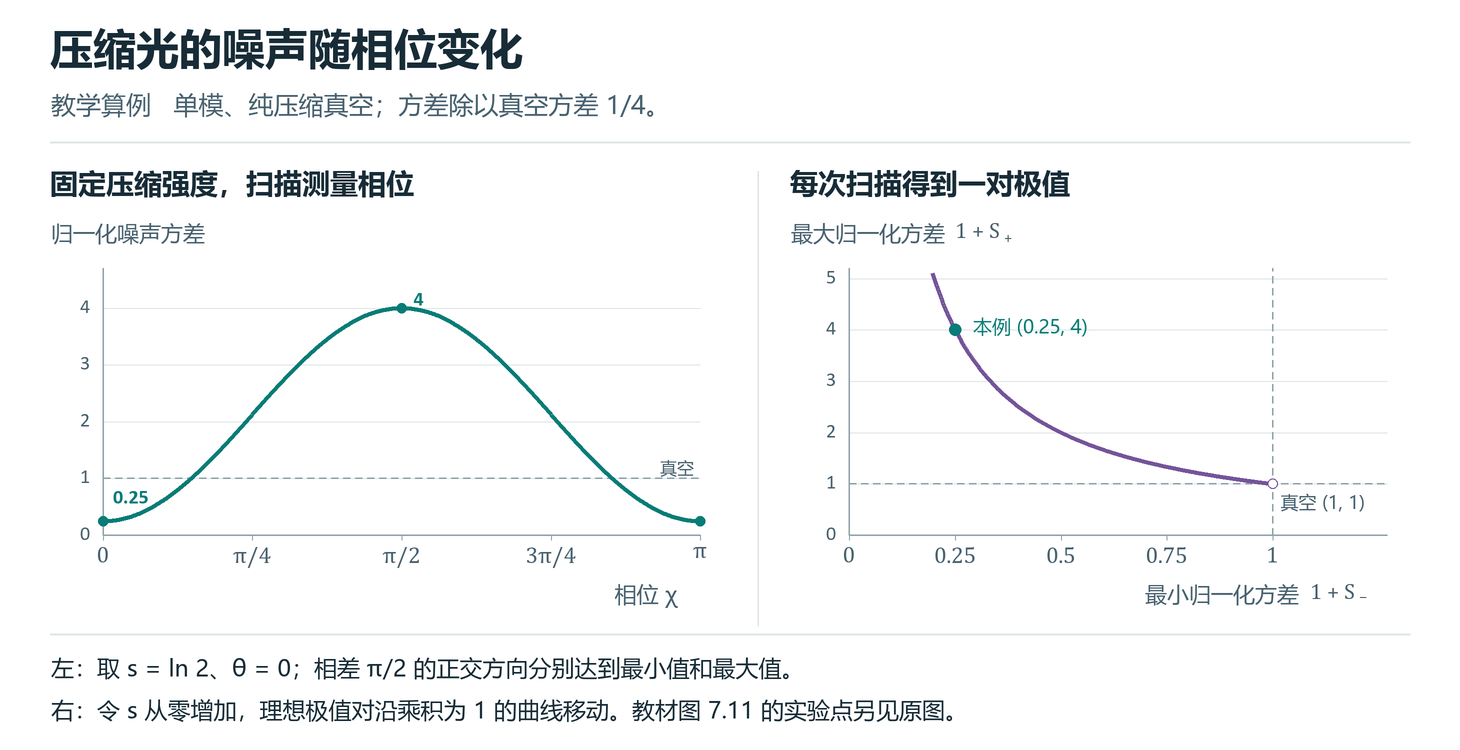 压缩光的噪声随相位变化
教学算例 单模、纯压缩真空；方差除以真空方差 1/4。
固定压缩强度，扫描测量相位
归一化噪声方差
4
3
2
1
0
4
0.25
真空
0
π/4
π/2
3π/4
π
相位 χ
每次扫描得到一对极值
最大归一化方差 1 + S₊
5
4
3
2
1
0
本例 (0.25, 4)
真空 (1, 1)
0
0.25
0.5
0.75
1
最小归一化方差 1 + S₋
左：取 s = ln 2、θ = 0；相差 π/2 的正交方向分别达到最小值和最大值。
右：令 s 从零增加，理想极值对沿乘积为 1 的曲线移动。教材图 7.11 的实验点另见原图。